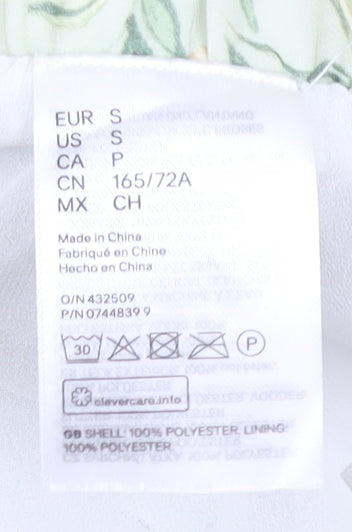 EUR S
US S
CA P
CN 165/72A
MX CH
Made in China
Fabriqué en Chine
Hecho en China
O/N 432509
P/N 0744839 9
30 P
clevercare.info
GB SHELL: 100% POLYESTER, LINING:
100% POLYESTER